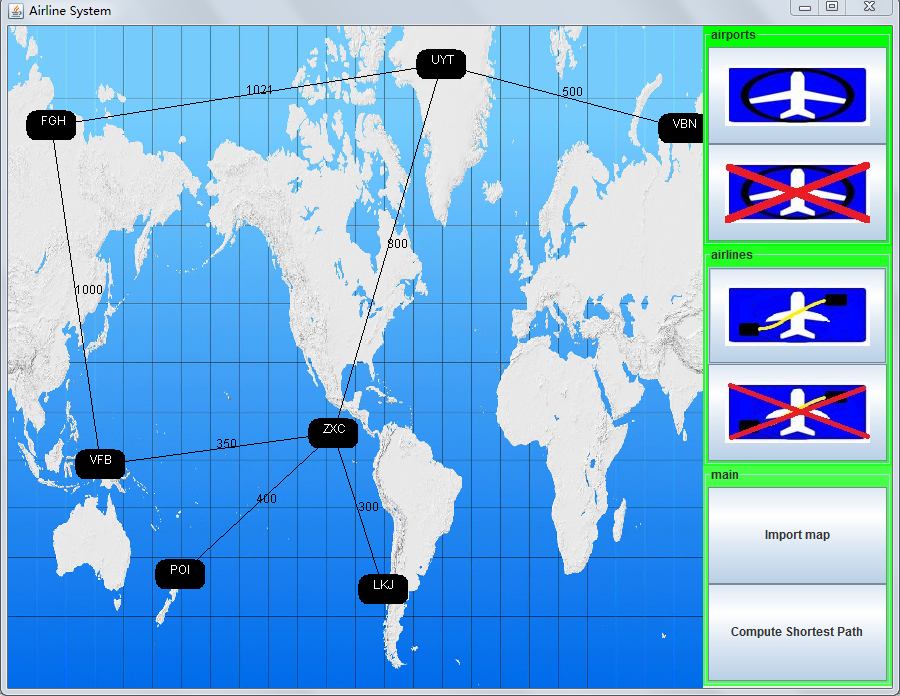 Airline System
UYT
1021
500
FGH
VBN
800
1000
ZXC
350
VFB
400
300
POI
LKJ
airports
airlines
main
Import map
Compute Shortest Path